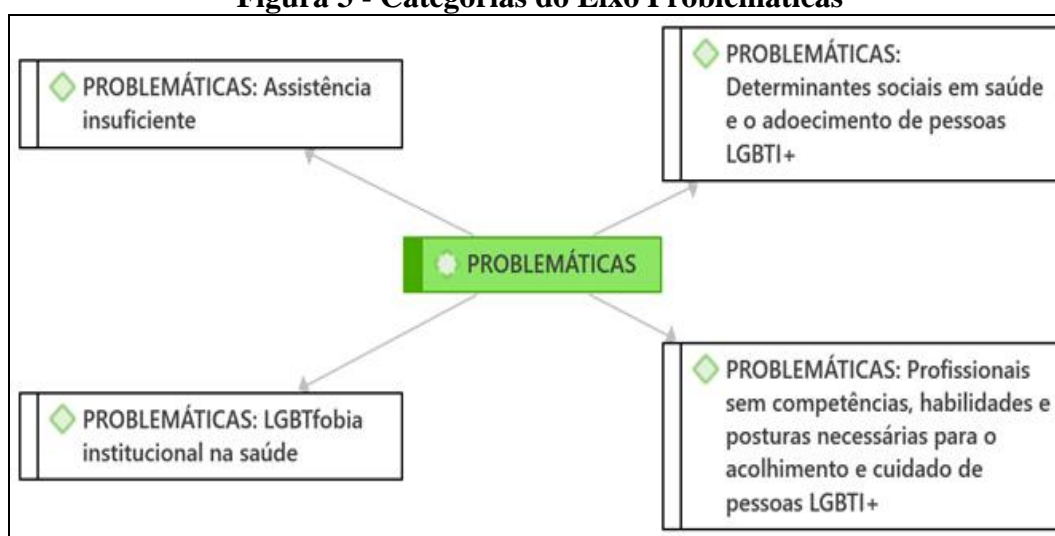 Figura 3 - Categorias do Eixo Problemáticas
PROBLEMÁTICAS: Assistência
insuficiente
PROBLEMÁTICAS:
Determinantes sociais em saúde
e o adoecimento de pessoas
LGBTI+
PROBLEMÁTICAS
PROBLEMÁTICAS: LGBTfobia
institucional na saúde
PROBLEMÁTICAS: Profissionais
sem competências, habilidades e
posturas necessárias para o
acolhimento e cuidado de
pessoas LGBTI+